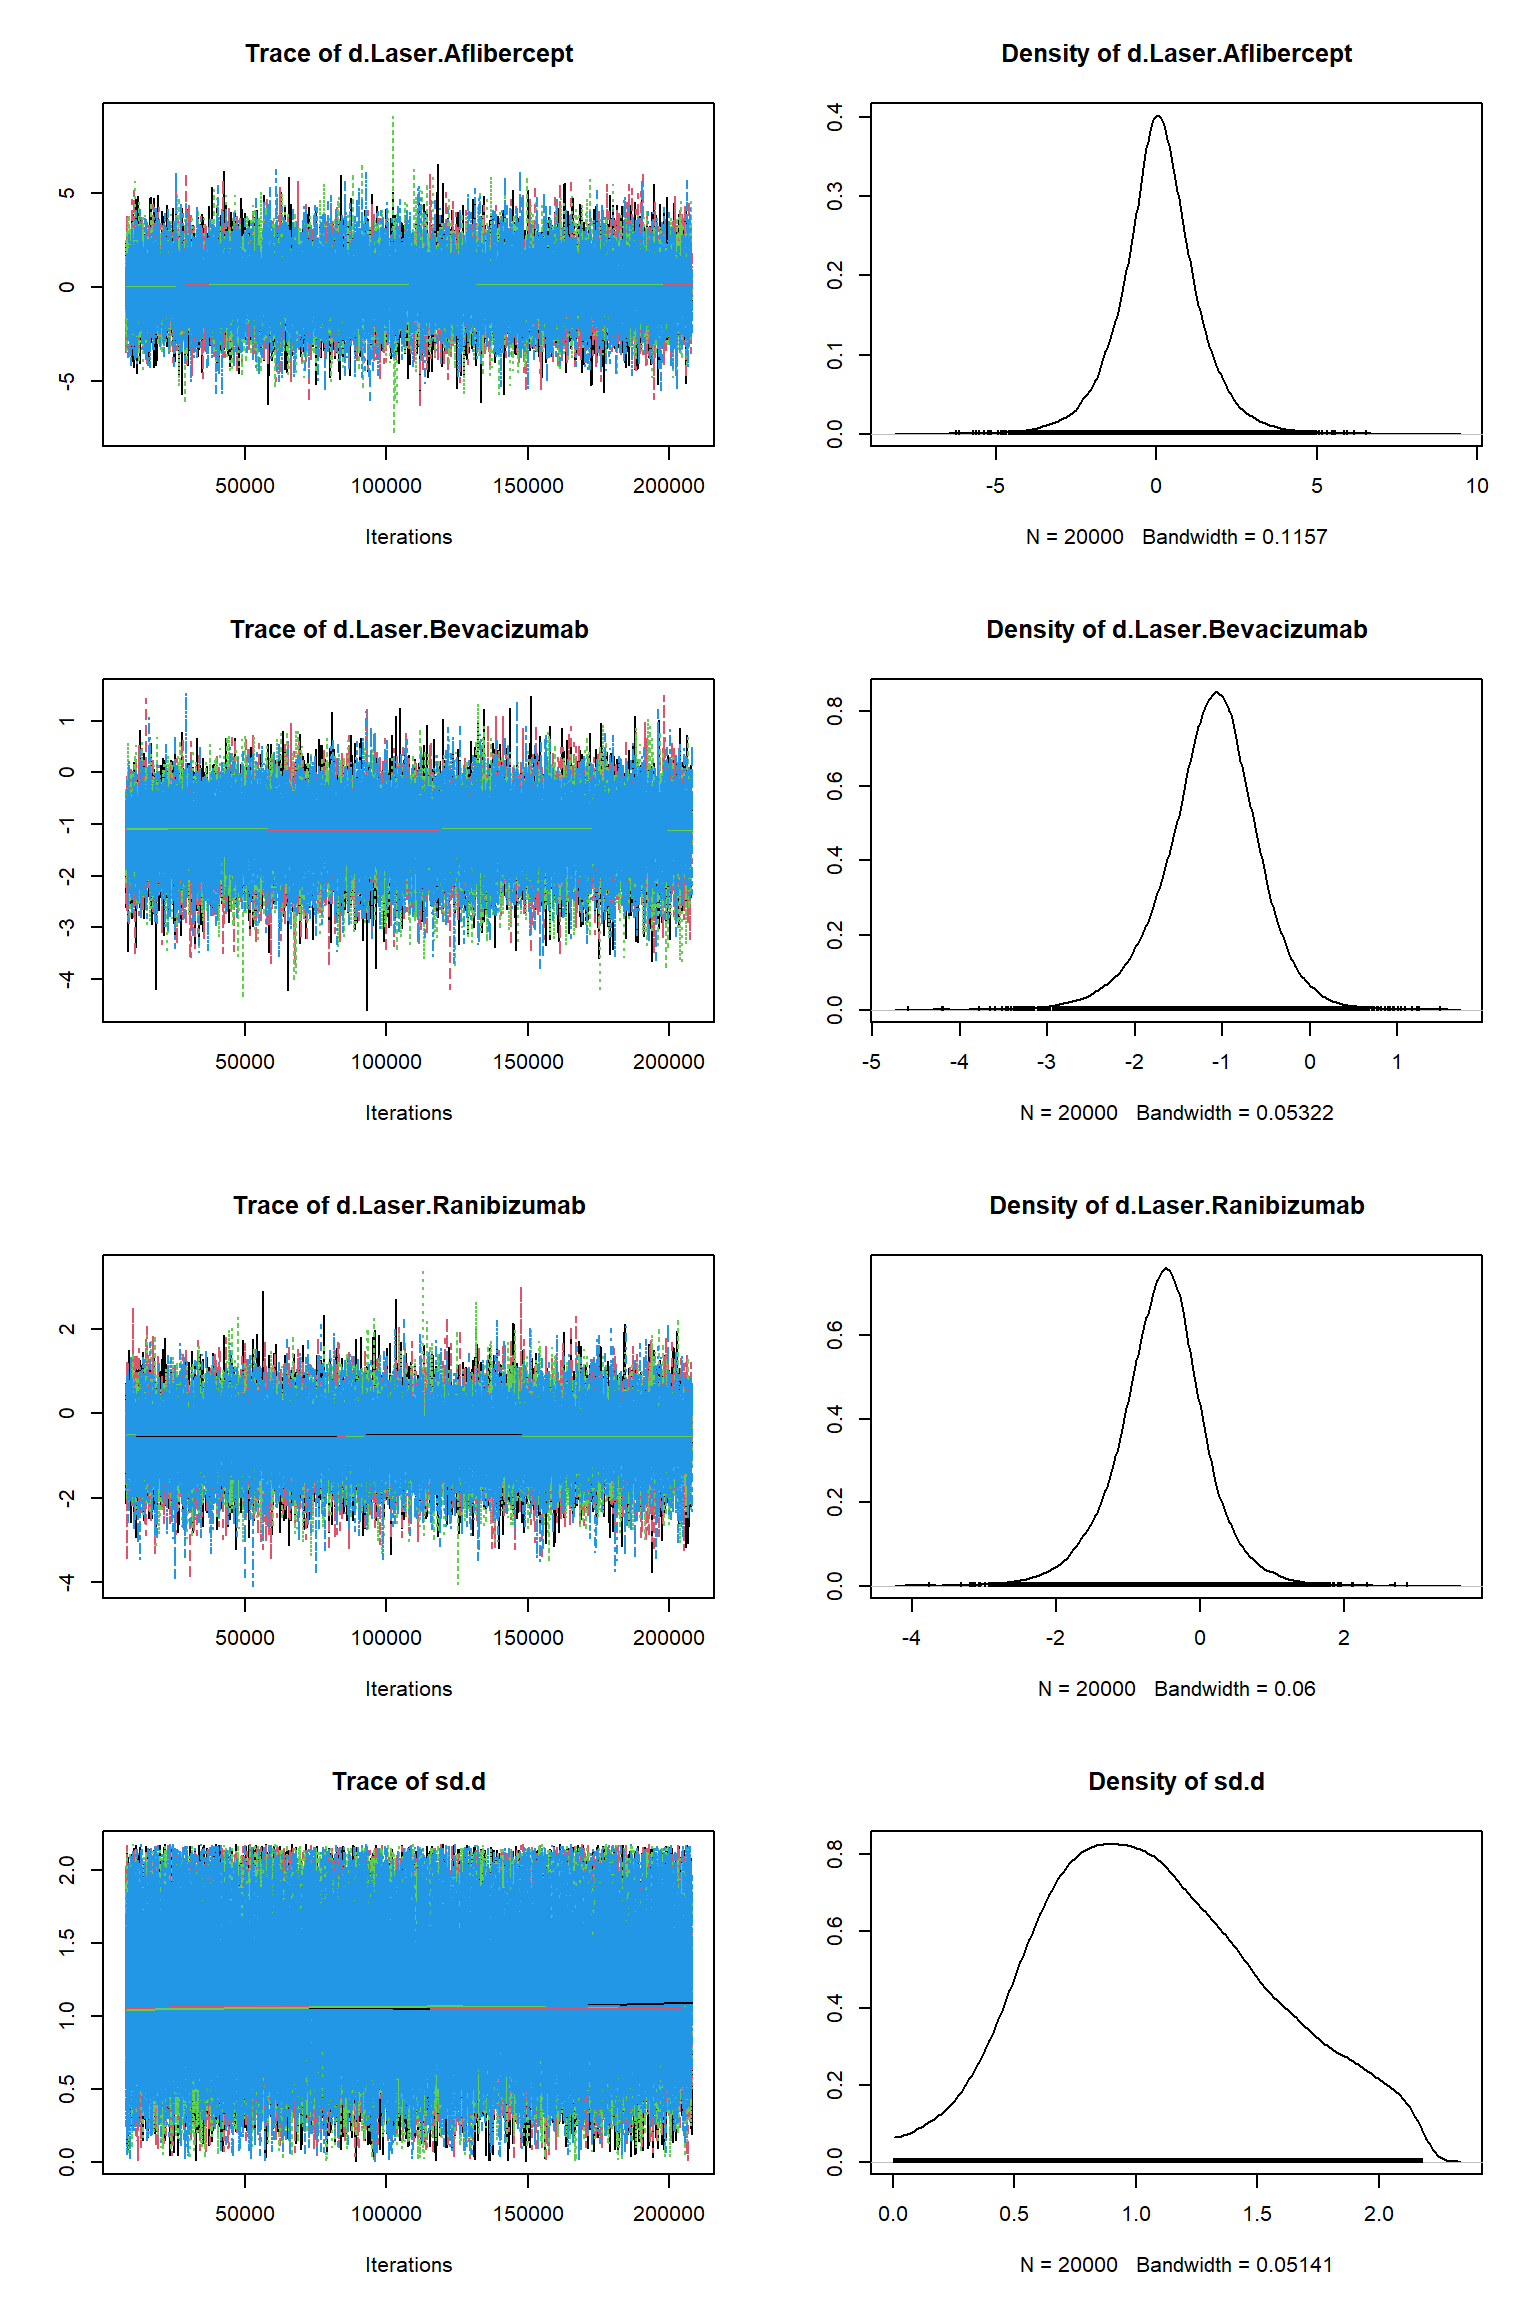 Trace of d.Laser.Aflibercept
5
0
-5
50000 100000 150000 200000
Iterations
Density of d.Laser.Aflibercept
0.4
0.3
0.2
0.1
0.0
-5 0 5 10
N = 20000 Bandwidth = 0.1157
Trace of d.Laser.Bevacizumab
1
0
-1
-2
-3
-4
50000 100000 150000 200000
Iterations
Density of d.Laser.Bevacizumab
0.8
0.6
0.4
0.2
0.0
-5 -4 -3 -2 -1 0 1
N = 20000 Bandwidth = 0.05322
Trace of d.Laser.Ranibizumab
2
0
-2
-4
50000 100000 150000 200000
Iterations
Density of d.Laser.Ranibizumab
0.6
0.4
0.2
0.0
-4 -2 0 2
N = 20000 Bandwidth = 0.06
Trace of sd.d
2.0
1.5
1.0
0.5
0.0
50000 100000 150000 200000
Iterations
Density of sd.d
0.8
0.6
0.4
0.2
0.0
0.0 0.5 1.0 1.5 2.0
N = 20000 Bandwidth = 0.05141